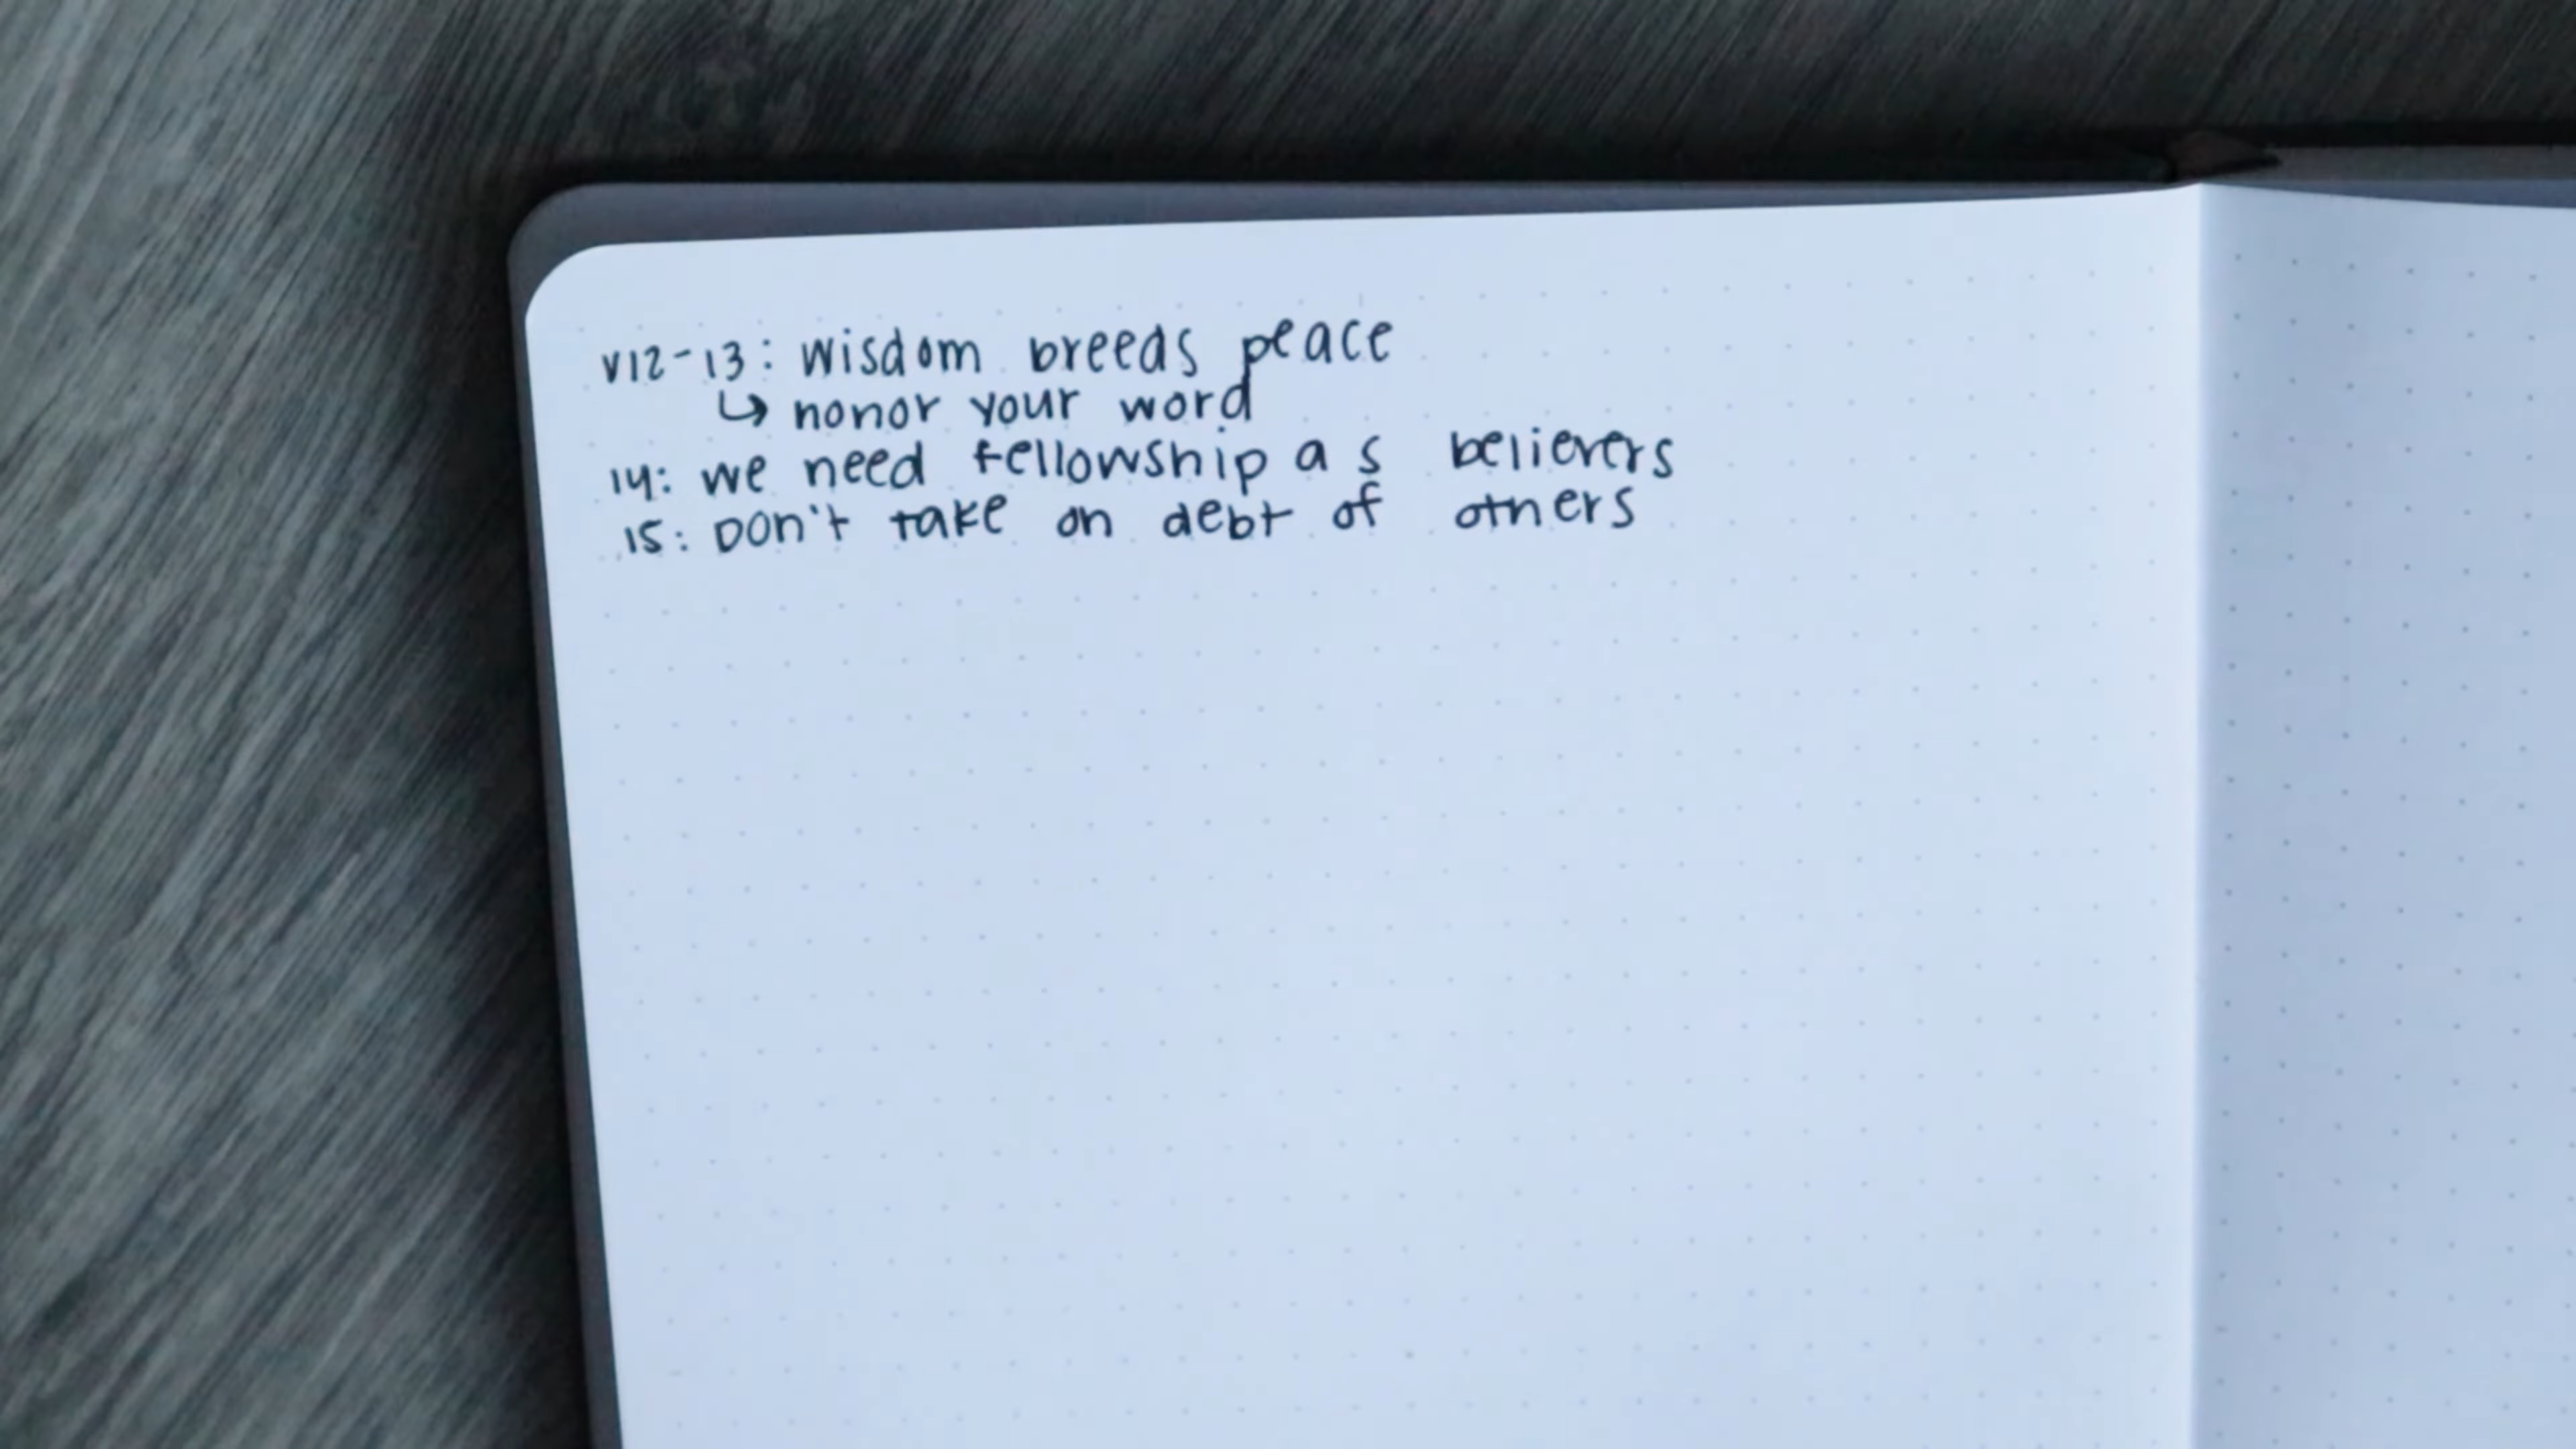 v12-13: wisdom breeds peace
↳ honor your word
14: we need fellowship as believers
15: Don't take on debt of others